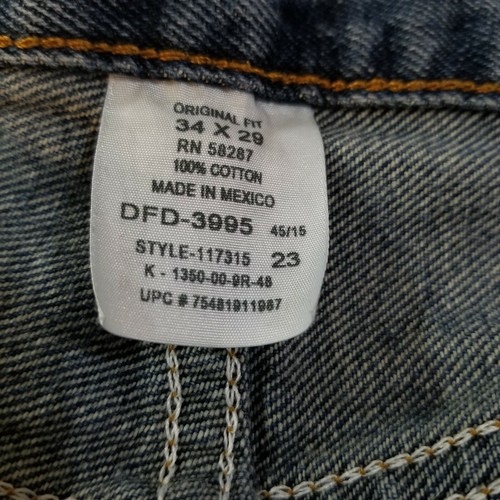 ORIGINAL FIT
34 X 29
RN 58287
100% COTTON
MADE IN MEXICO
DFD-3995 45/15
STYLE-117315 23
K - 1350-00-9R-48
UPC # 75481911987